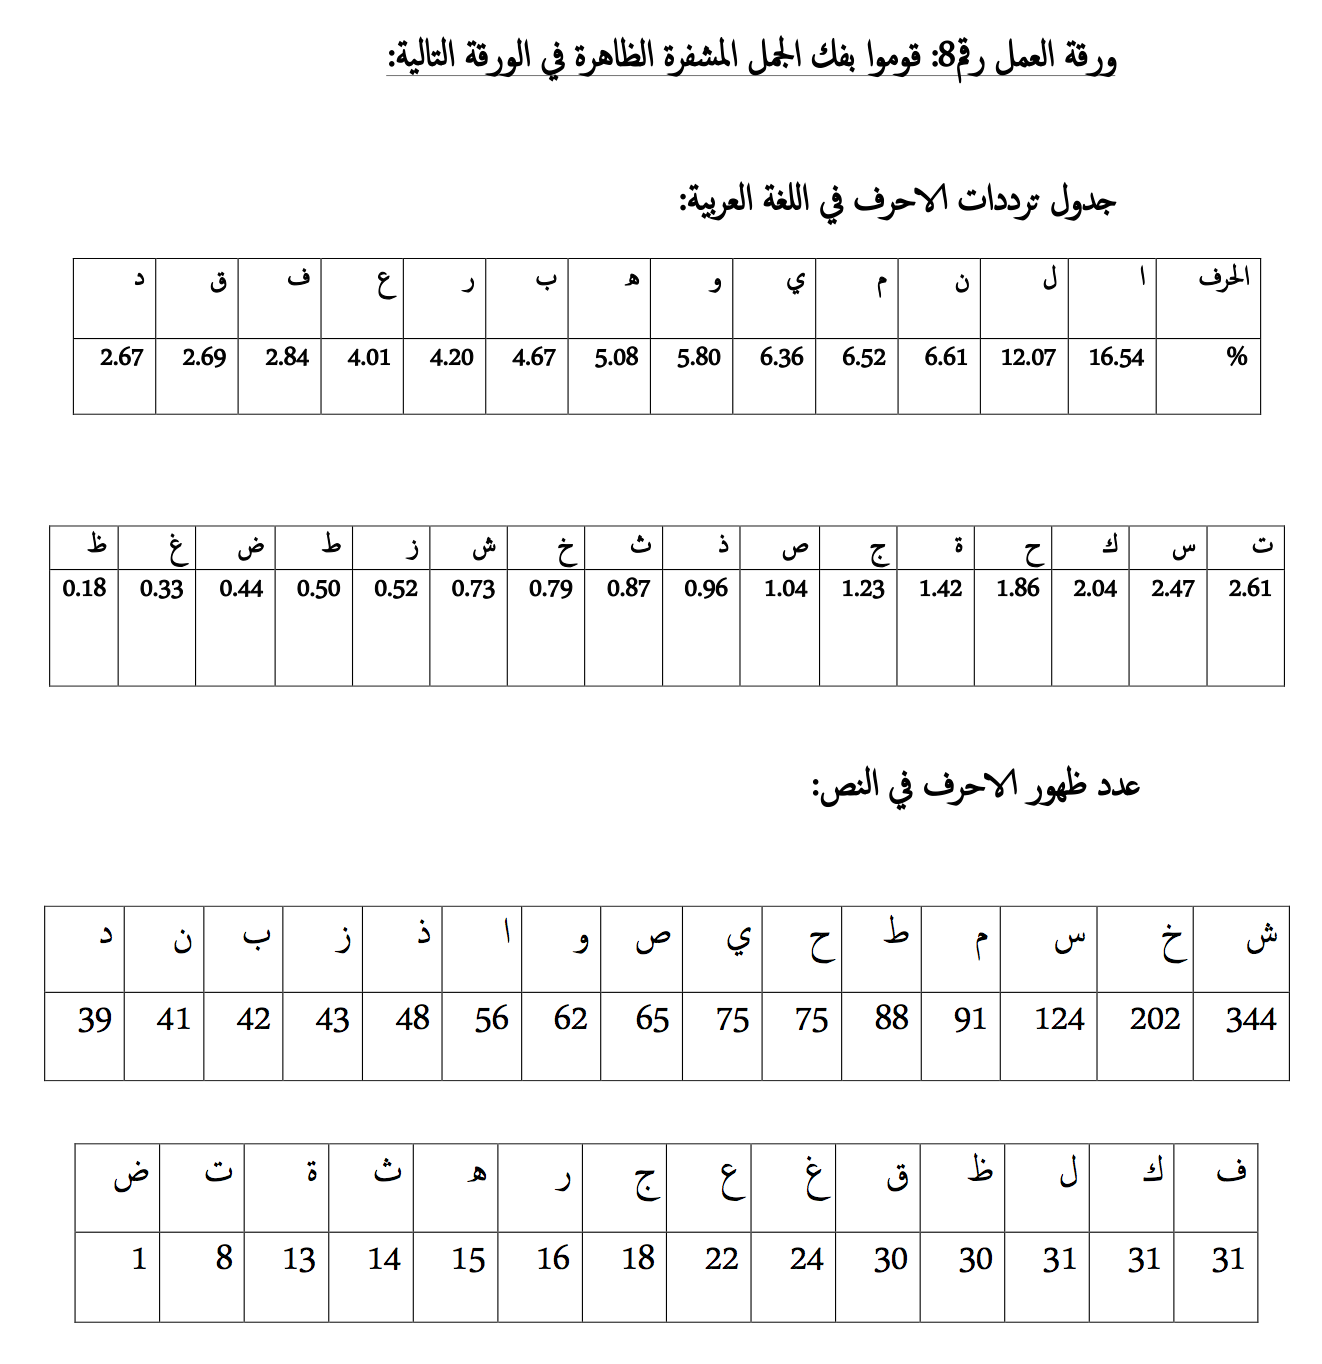 ورقة العمل رقم8: قوموا بفك الجمل المشفرة الظاهرة في الورقة التالية:
جدول ترددات الاحرف في اللغة العربية:
الحرف ا ل ن م ي و ه ب ر ع ف ق د
% 16.54 12.07 6.61 6.52 6.36 5.80 5.08 4.67 4.20 4.01 2.84 2.69 2.67
ت س ك ح ة ج ص ذ ث خ ش ز ط ض غ ظ
2.61 2.47 2.04 1.86 1.42 1.23 1.04 0.96 0.87 0.79 0.73 0.52 0.50 0.44 0.33 0.18
عدد ظهور الاحرف في النص:
ش خ س م ط ح ي ص و ا ذ ز ب ن د
344 202 124 91 88 75 75 65 62 56 48 43 42 41 39
ف ك ل ظ ق غ ع ج ر ه ث ة ت ض
31 31 31 30 30 24 22 18 16 15 14 13 8 1